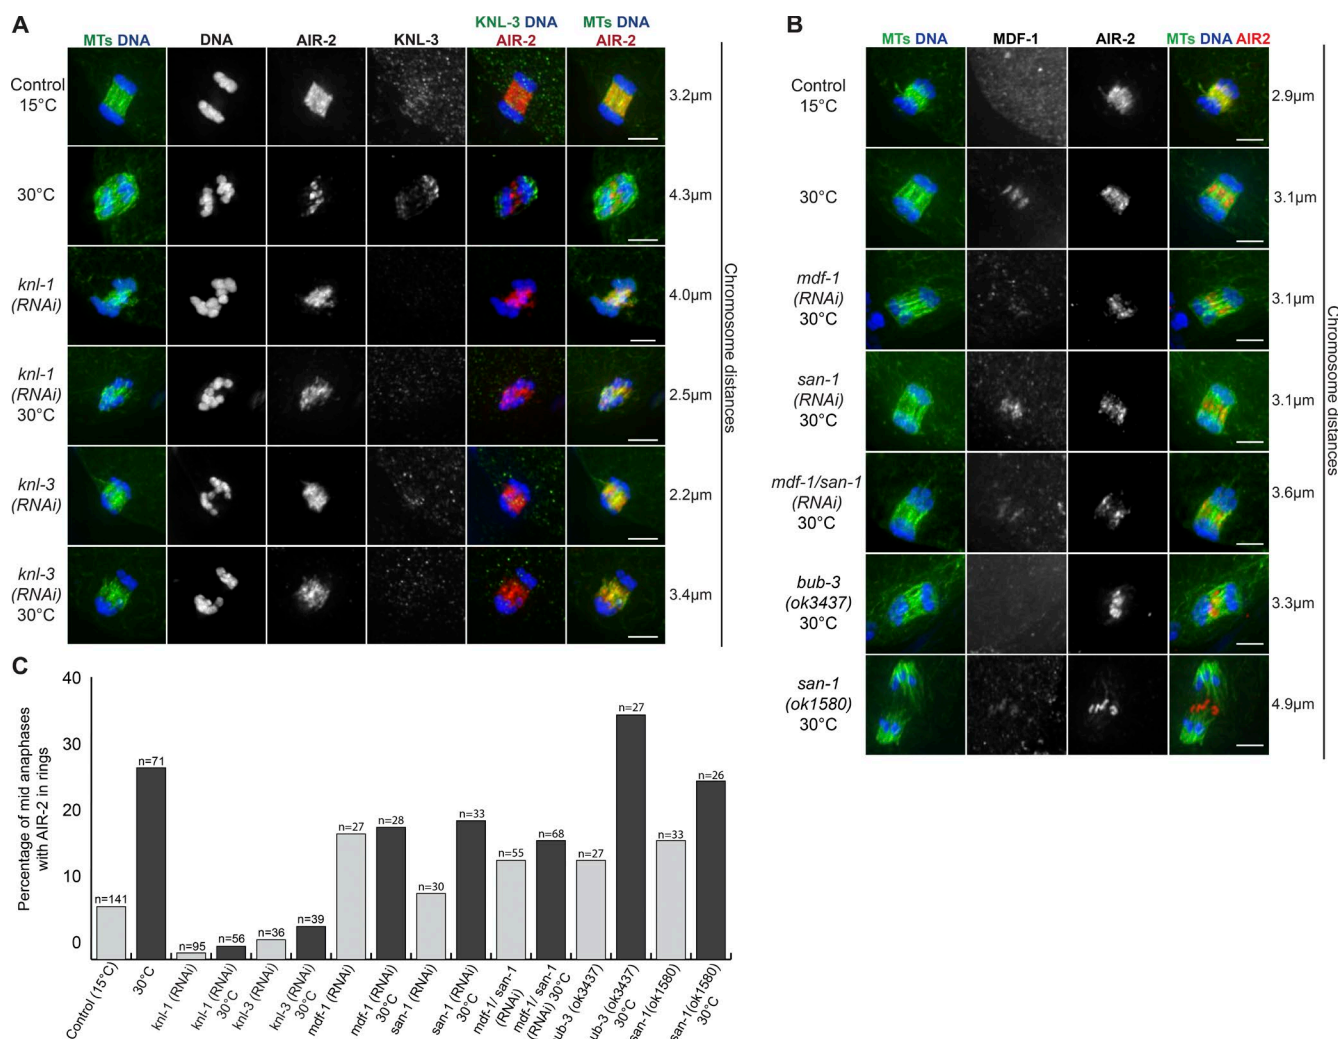 A
KNL-3 DNA MTs DNA
MTs DNA DNA AIR-2 KNL-3 AIR-2 AIR-2
Control
15°C
3.2µm
30°C
4.3µm
knl-1
(RNAi)
4.0µm
knl-1
(RNAi)
30°C
2.5µm
knl-3
(RNAi)
2.2µm
knl-3
(RNAi)
30°C
3.4µm
Chromosome distances
B
MTs DNA MDF-1 AIR-2 MTs DNA AIR2
Control
15°C
2.9µm
30°C
3.1µm
mdf-1
(RNAi)
30°C
3.1µm
san-1
(RNAi)
30°C
3.1µm
mdf-1/san-1
(RNAi)
30°C
3.6µm
bub-3
(ok3437)
30°C
3.3µm
san-1
(ok1580)
30°C
4.9µm
Chromosome distances
C
Percentage of mid anaphases
with AIR-2 in rings
40
30
20
10
0
n=141
n=71
n=95
n=56
n=36
n=39
n=27
n=28
n=30
n=33
n=55
n=68
n=27
n=27
n=33
n=26
Control (15°C)
30°C
knl-1 (RNAi)
knl-1 (RNAi)
30°C
knl-3 (RNAi)
knl-3 (RNAi)
30°C
mdf-1 (RNAi)
mdf-1 (RNAi)
30°C
san-1 (RNAi)
san-1 (RNAi)
30°C
mdf-1/ san-1
(RNAi)
mdf-1/ san-1
(RNAi) 30°C
ub-3 (ok3437)
ub-3 (ok3437)
30°C
san-1(ok1580)
san-1(ok1580)
30°C